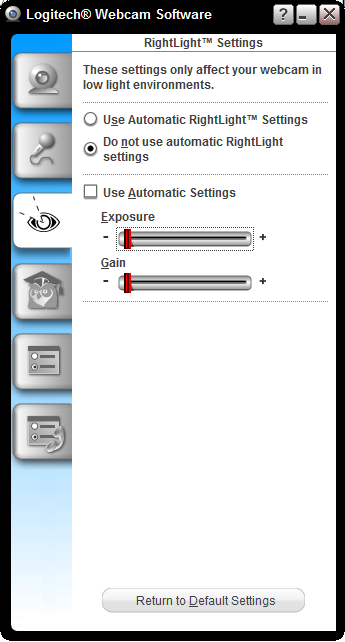 Logitech® Webcam Software
?
RightLight™ Settings
These settings only affect your webcam in
low light environments.
Use Automatic RightLight™ Settings
Do not use automatic RightLight
settings
Use Automatic Settings
Exposure
- +
Gain
- +
Return to Default Settings